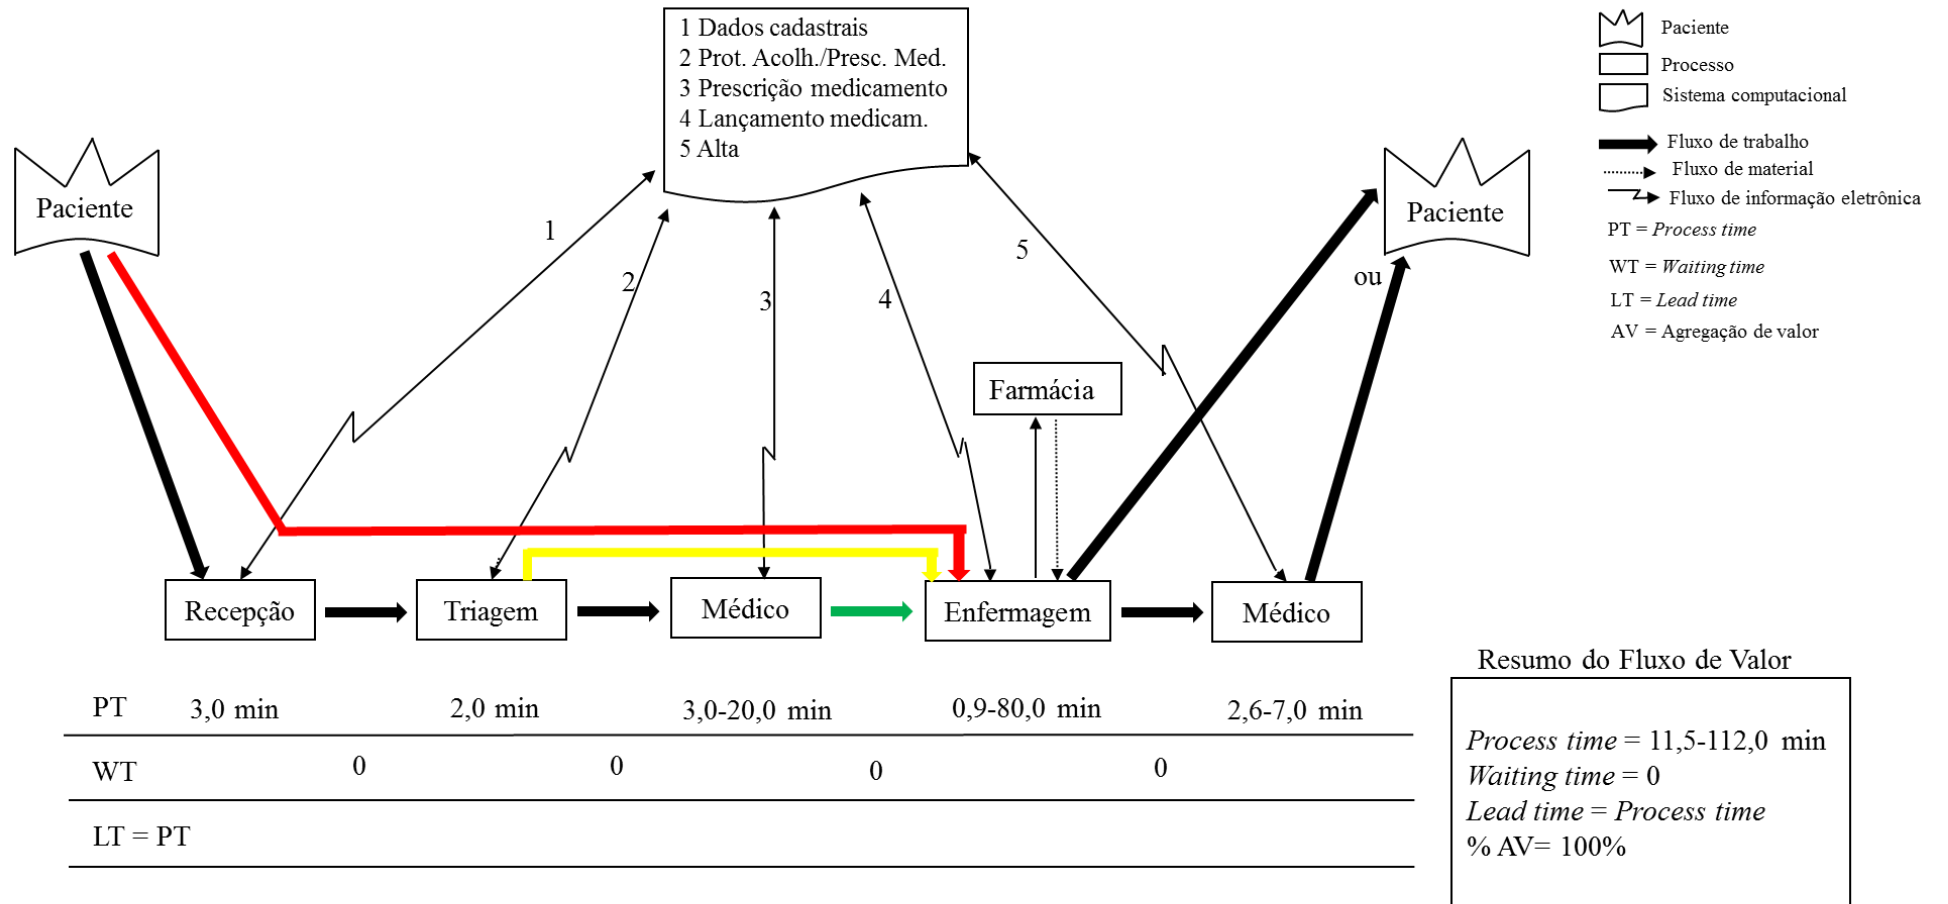 1 Dados cadastrais
2 Prot. Acolh./Presc. Med.
3 Prescrição medicamento
4 Lançamento medicam.
5 Alta
Paciente
Processo
Sistema computacional
Fluxo de trabalho
Fluxo de material
Fluxo de informação eletrônica
PT = Process time
WT = Waiting time
LT = Lead time
AV = Agregação de valor
Paciente
Paciente
1
2
3
4
5
ou
Farmácia
Recepção
Triagem
Médico
Enfermagem
Médico
PT 3,0 min 2,0 min 3,0-20,0 min 0,9-80,0 min 2,6-7,0 min
WT 0 0 0 0
LT = PT
Resumo do Fluxo de Valor
Process time = 11,5-112,0 min
Waiting time = 0
Lead time = Process time
% AV= 100%